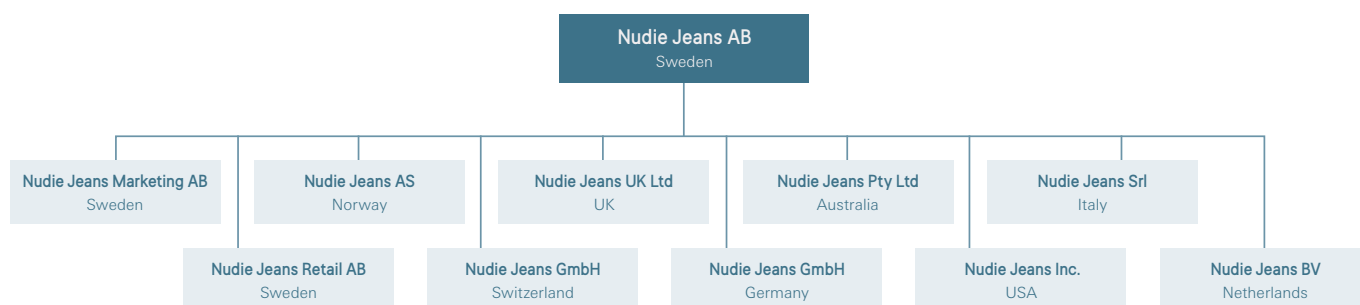 Nudie Jeans AB
Sweden
Nudie Jeans Marketing AB
Sweden
Nudie Jeans AS
Norway
Nudie Jeans UK Ltd
UK
Nudie Jeans Pty Ltd
Australia
Nudie Jeans Srl
Italy
Nudie Jeans Retail AB
Sweden
Nudie Jeans GmbH
Switzerland
Nudie Jeans GmbH
Germany
Nudie Jeans Inc.
USA
Nudie Jeans BV
Netherlands